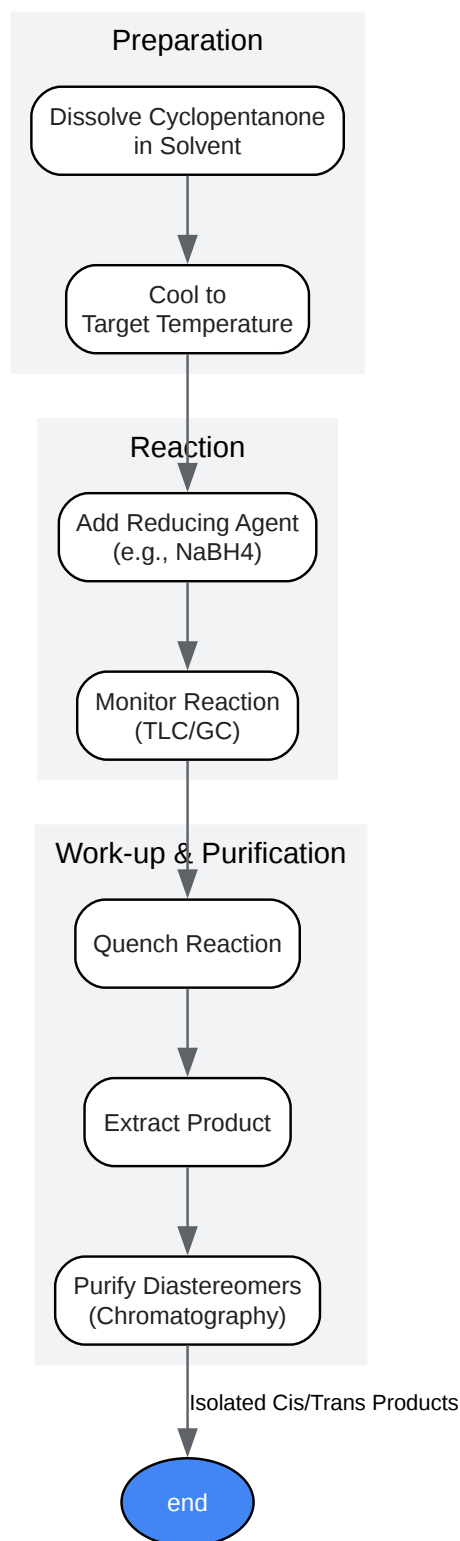 Preparation
Dissolve Cyclopentanone
in Solvent
Cool to
Target Temperature
Reaction
Add Reducing Agent
(e.g., NaBH4)
Monitor Reaction
(TLC/GC)
Work-up & Purification
Quench Reaction
Extract Product
Purify Diastereomers
(Chromatography)
Isolated Cis/Trans Products
end